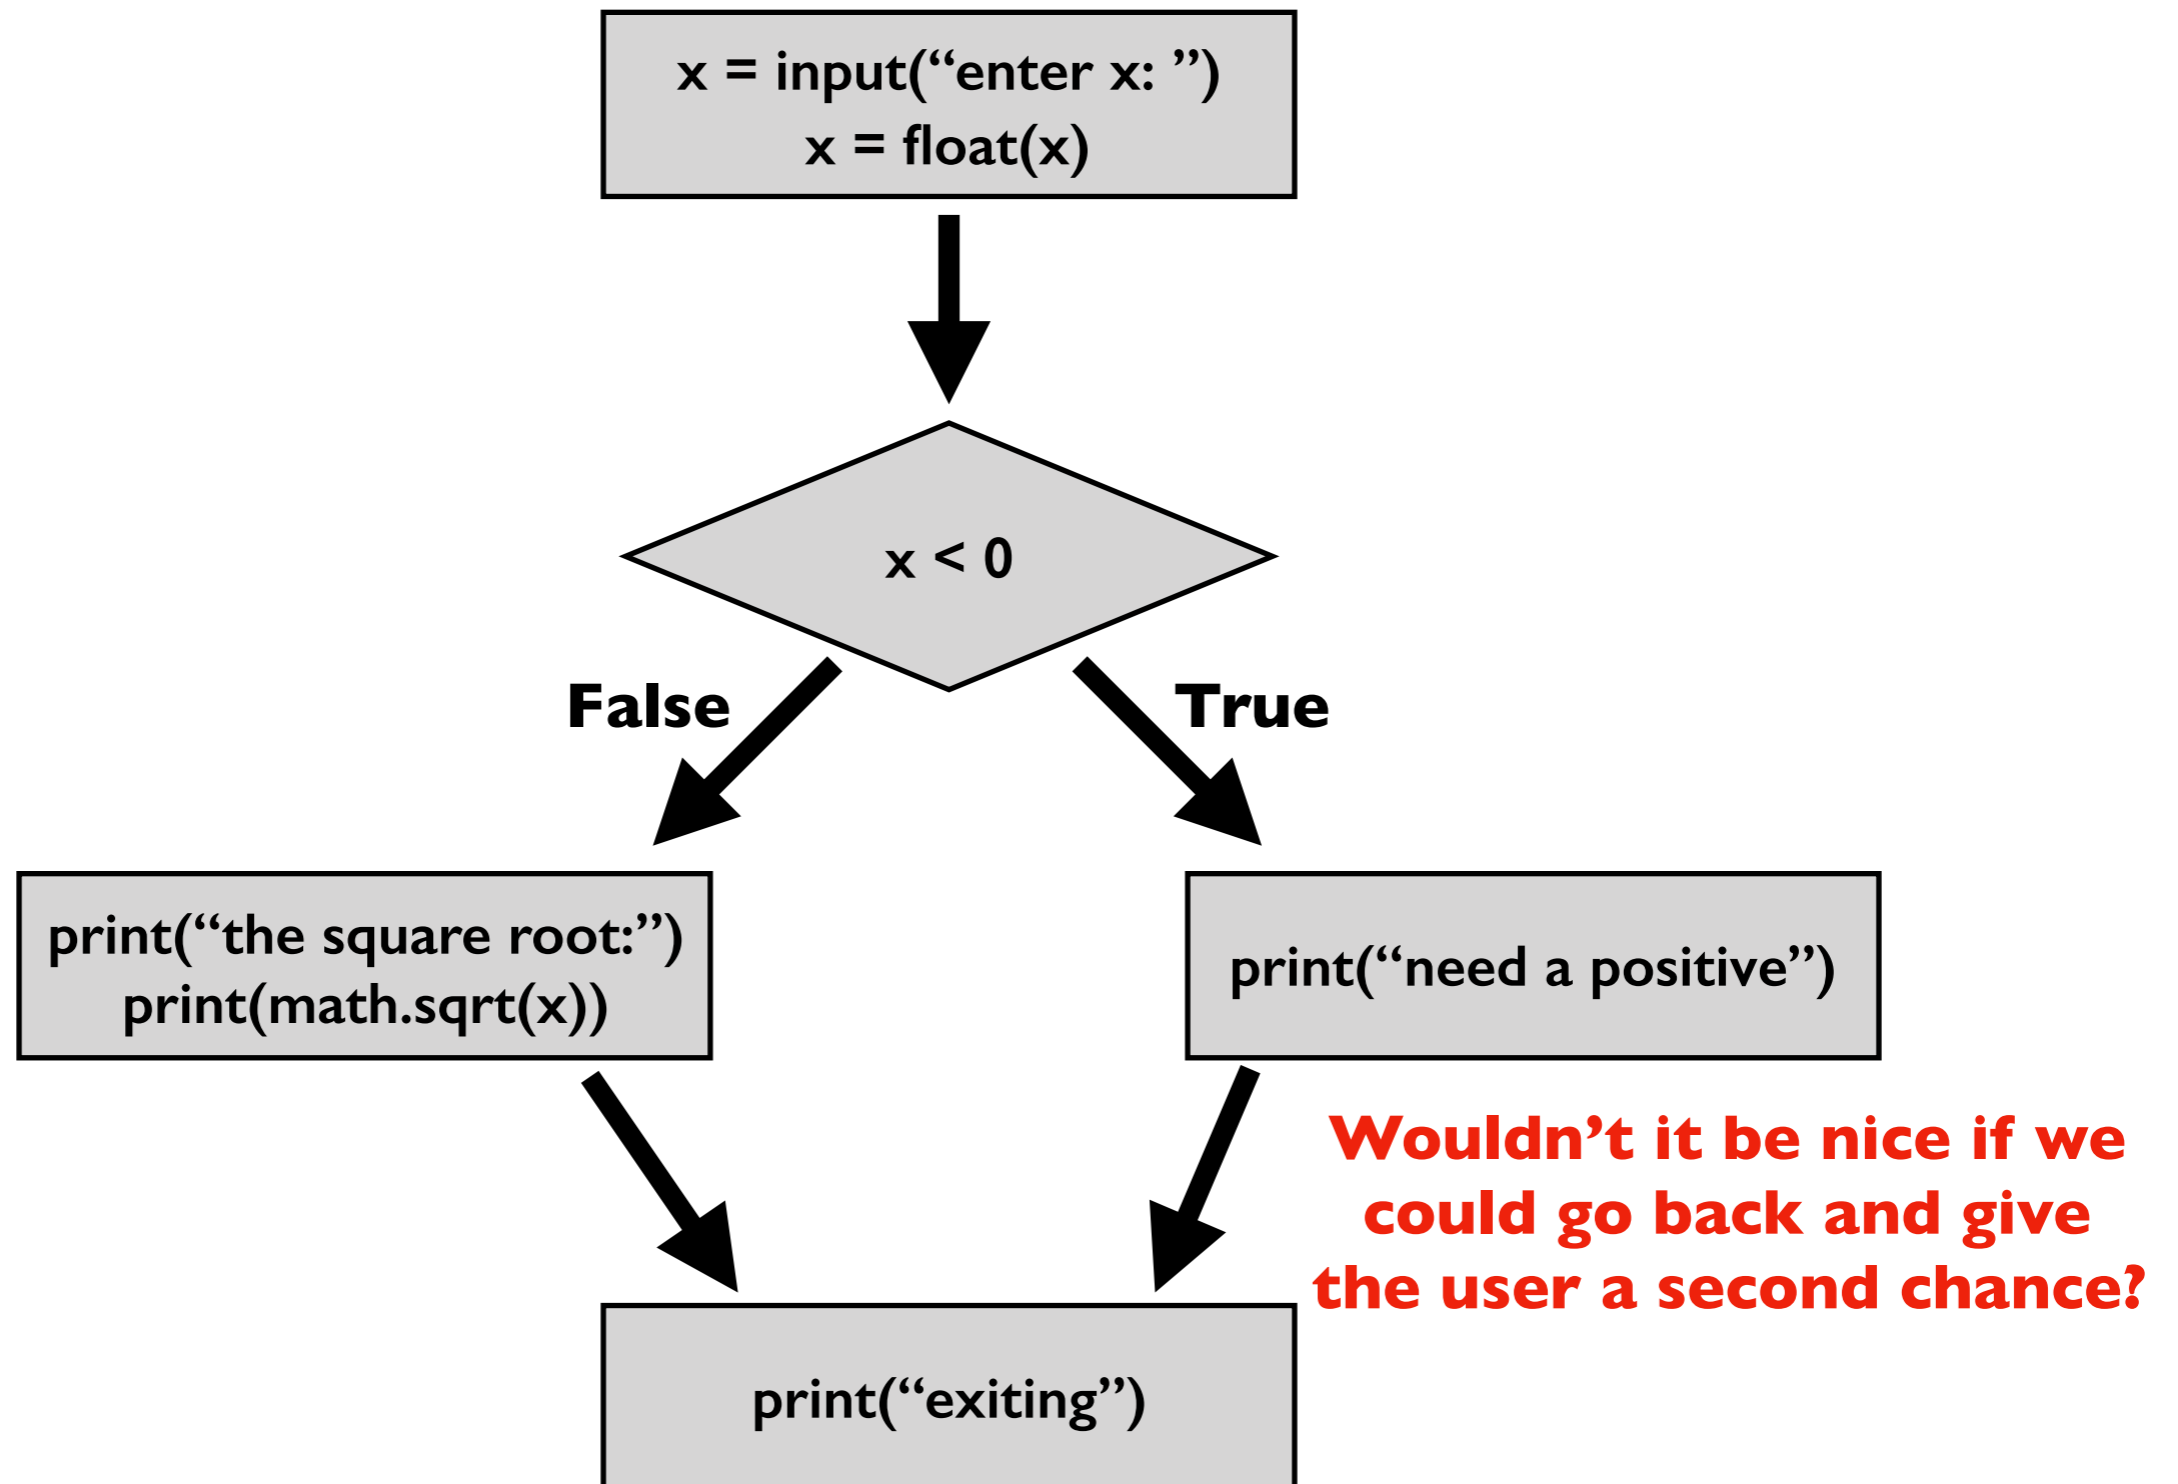 x = input(“enter x: ”)
x = float(x)
x < 0
False
True
print(“the square root:”)
print(math.sqrt(x))
print(“need a positive”)
Wouldn’t it be nice if we
could go back and give
the user a second chance?
print(“exiting”)